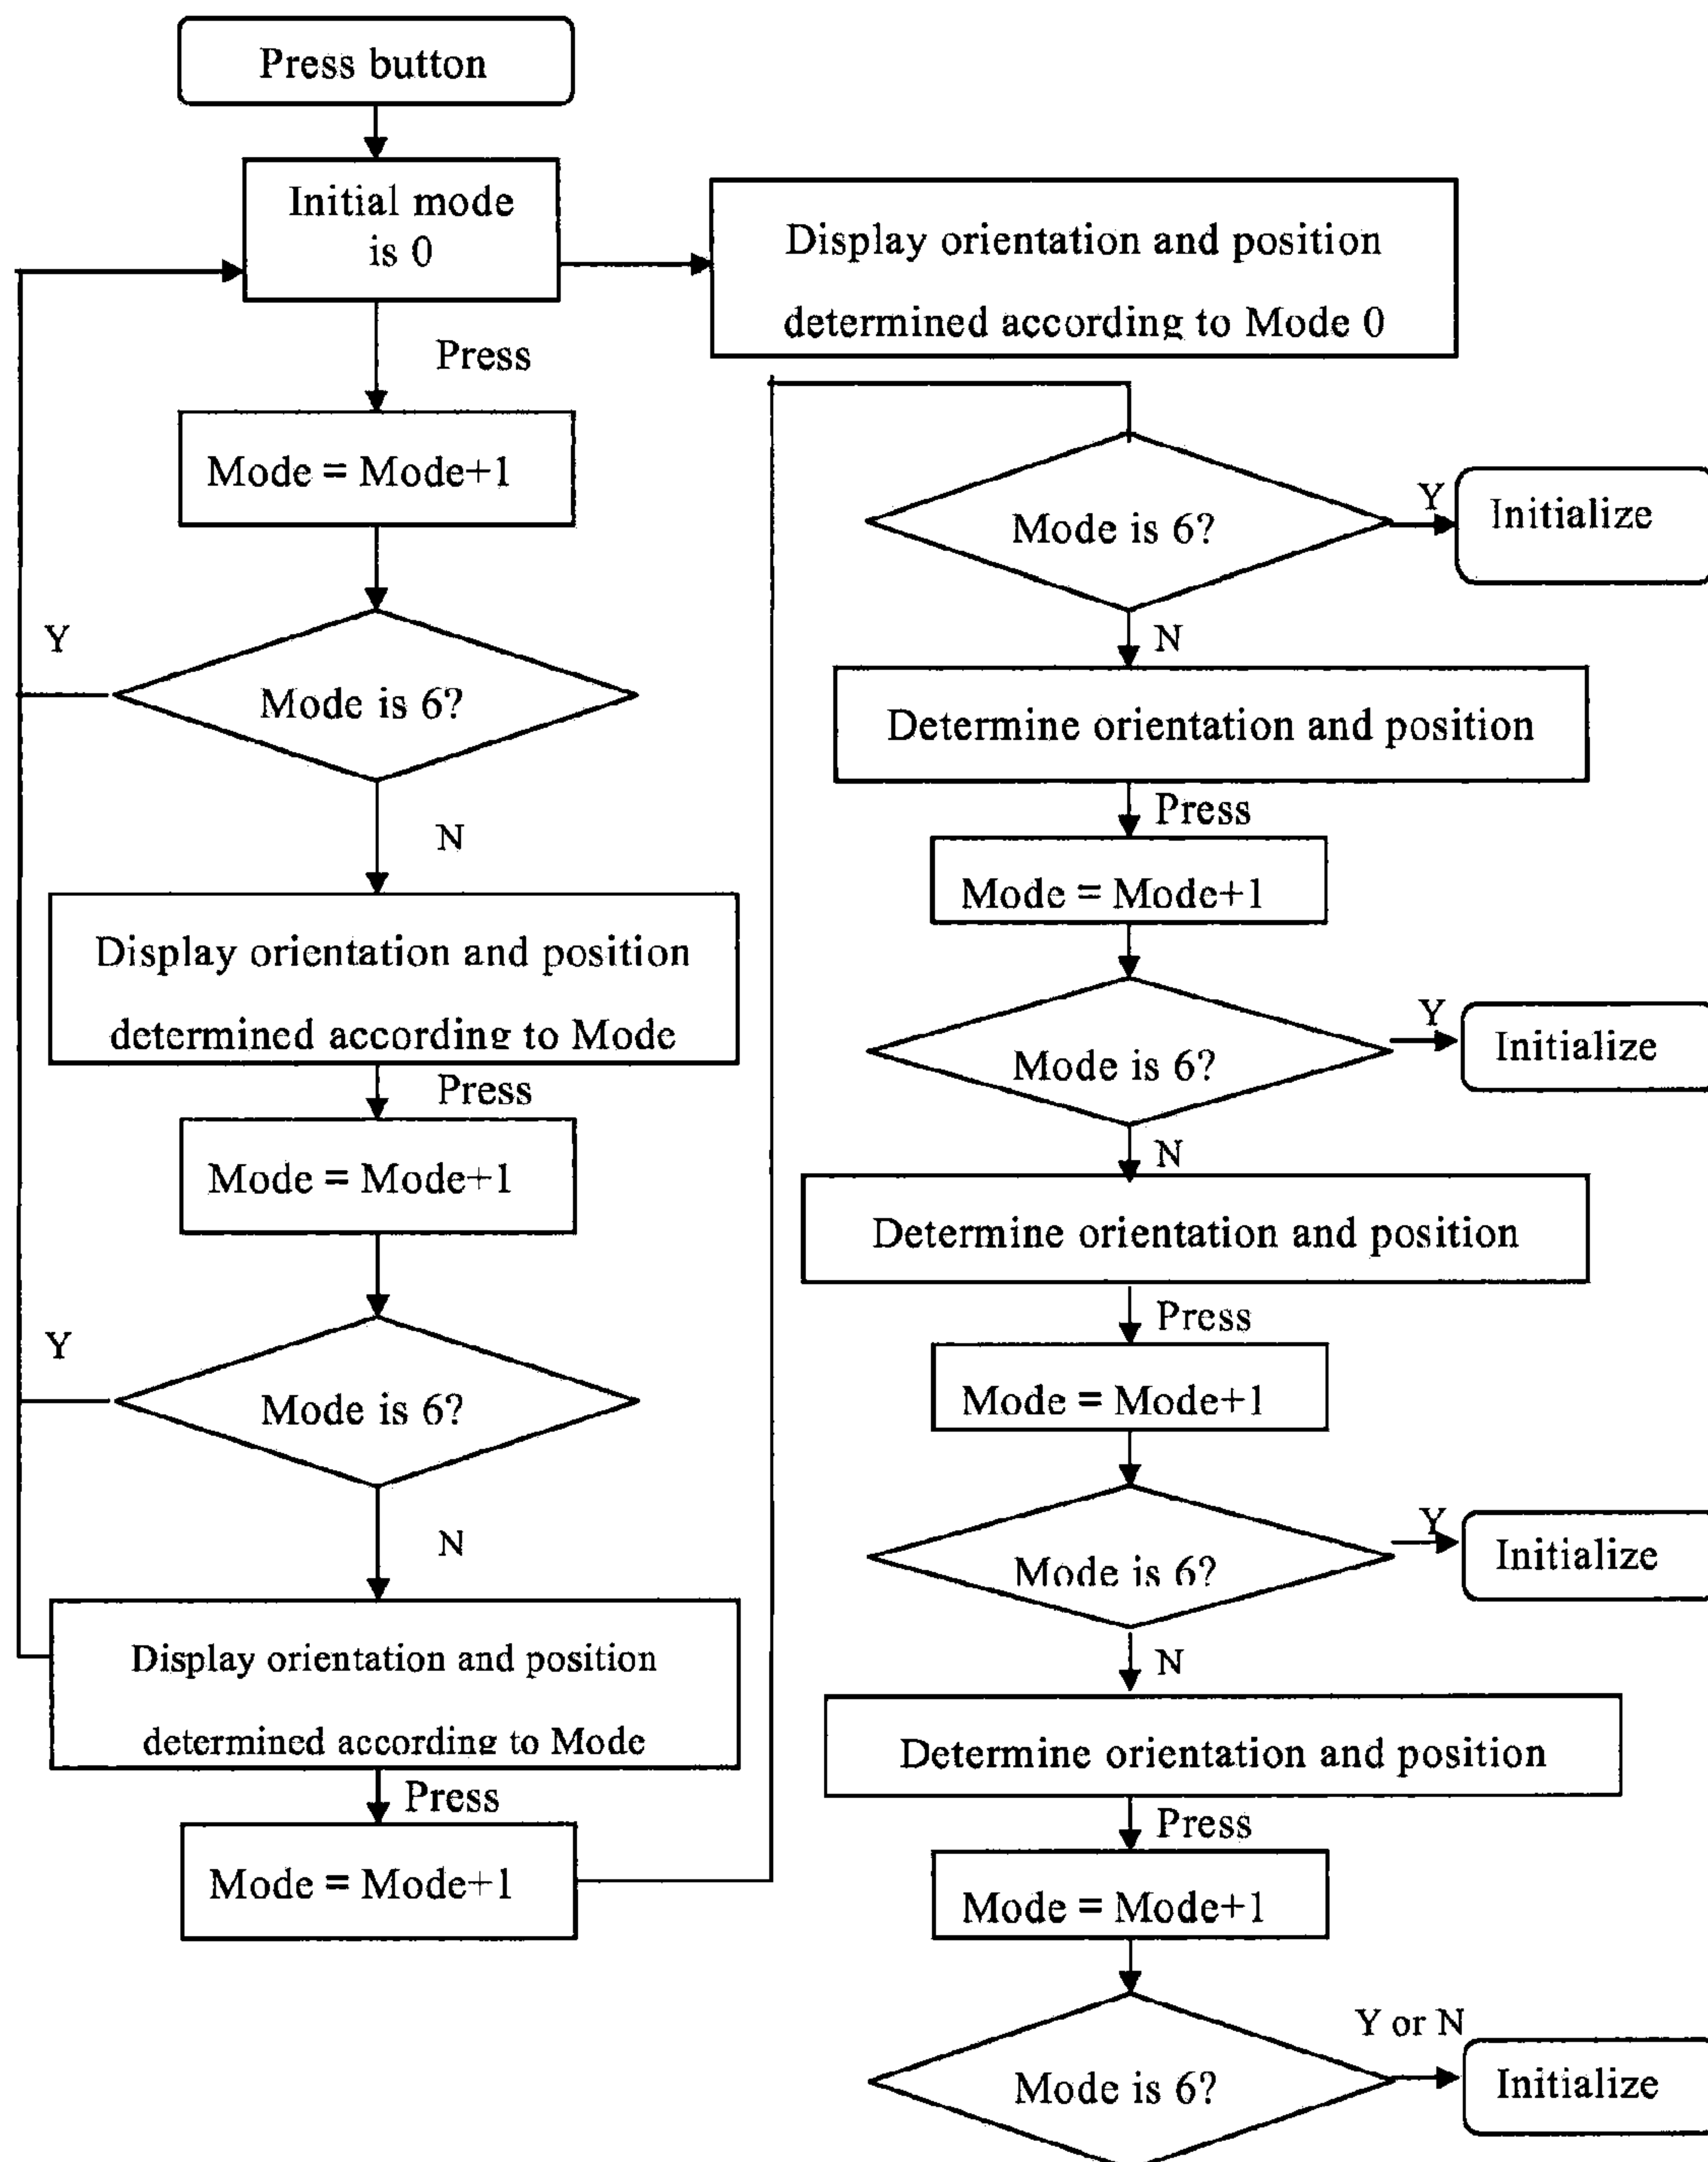 Press button
Initial mode
is 0
Display orientation and position
determined according to Mode 0
Press
Mode = Mode+1
Y
Mode is 6?
N
Display orientation and position
determined according to Mode
Press
Mode = Mode+1
Y
Mode is 6?
N
Display orientation and position
determined according to Mode
Press
Mode = Mode+1
Mode is 6?
Y
Initialize
N
Determine orientation and position
Press
Mode = Mode+1
Mode is 6?
Y
Initialize
N
Determine orientation and position
Press
Mode = Mode+1
Mode is 6?
Y
Initialize
N
Determine orientation and position
Press
Mode = Mode+1
Mode is 6?
Y or N
Initialize